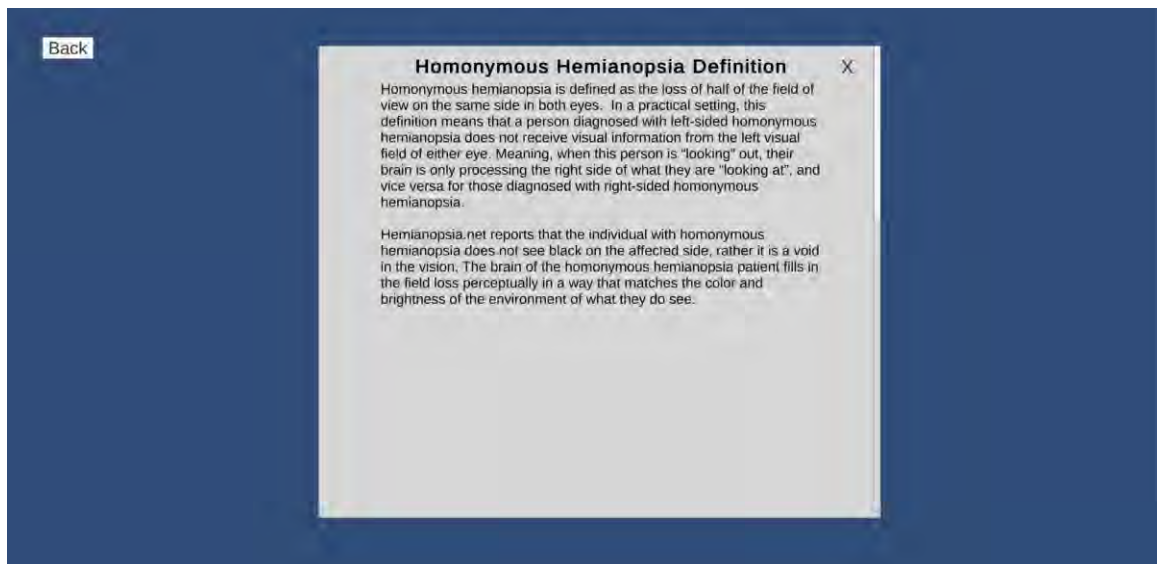 Back
Homonymous Hemianopsia Definition
X
Homonymous hemianopsia is defined as the loss of half of the field of
view on the same side in both eyes.  In a practical setting, this
definition means that a person diagnosed with left-sided homonymous
hemianopsia does not receive visual information from the left visual
field of either eye. Meaning, when this person is “looking” out, their
brain is only processing the right side of what they are “looking at”, and
vice versa for those diagnosed with right-sided homonymous
hemianopsia.
Hemianopsia.net reports that the individual with homonymous
hemianopsia does not see black on the affected side, rather it is a void
in the vision. The brain of the homonymous hemianopsia patient fills in
the field loss perceptually in a way that matches the color and
brightness of the environment of what they do see.